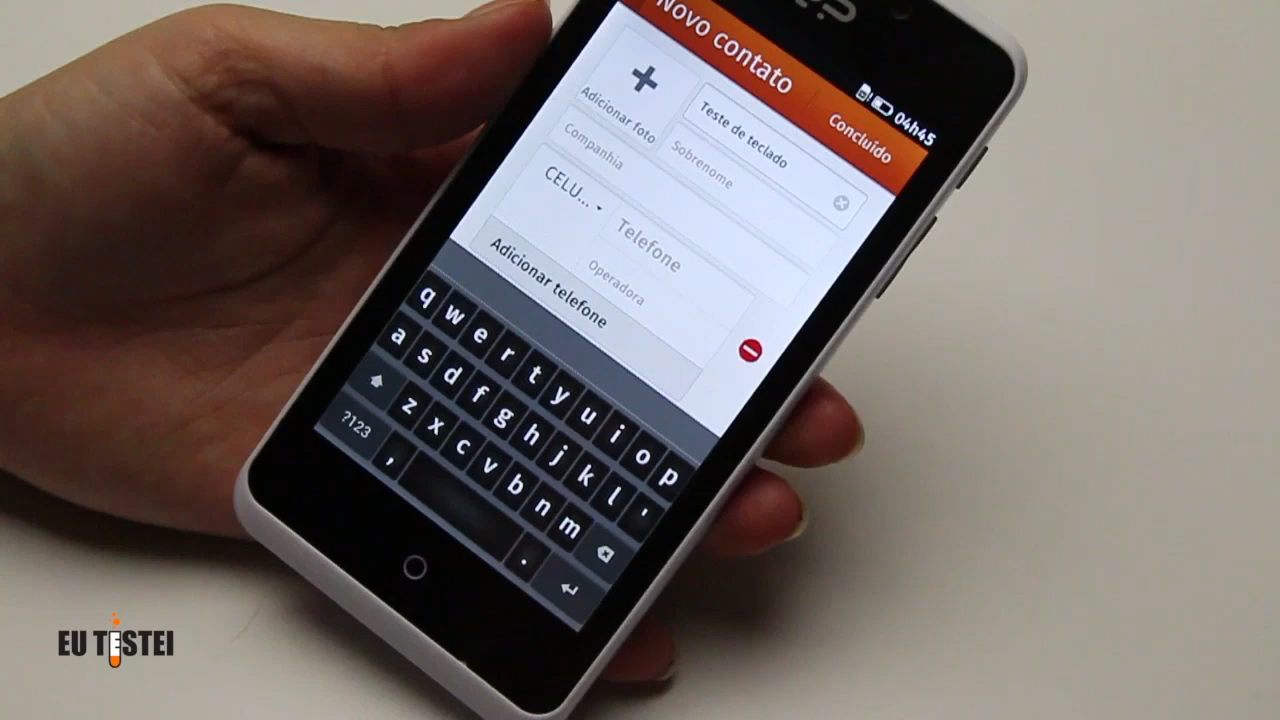 Novo contato
04h45
Concluído
Adicionar foto
Teste de teclado
Sobrenome
Companhia
CELU...
Telefone
Operadora
Adicionar telefone
q w e r t y u i o p
a s d f g h j k l '
z x c v b n m
?123 , .
EU TESTEI